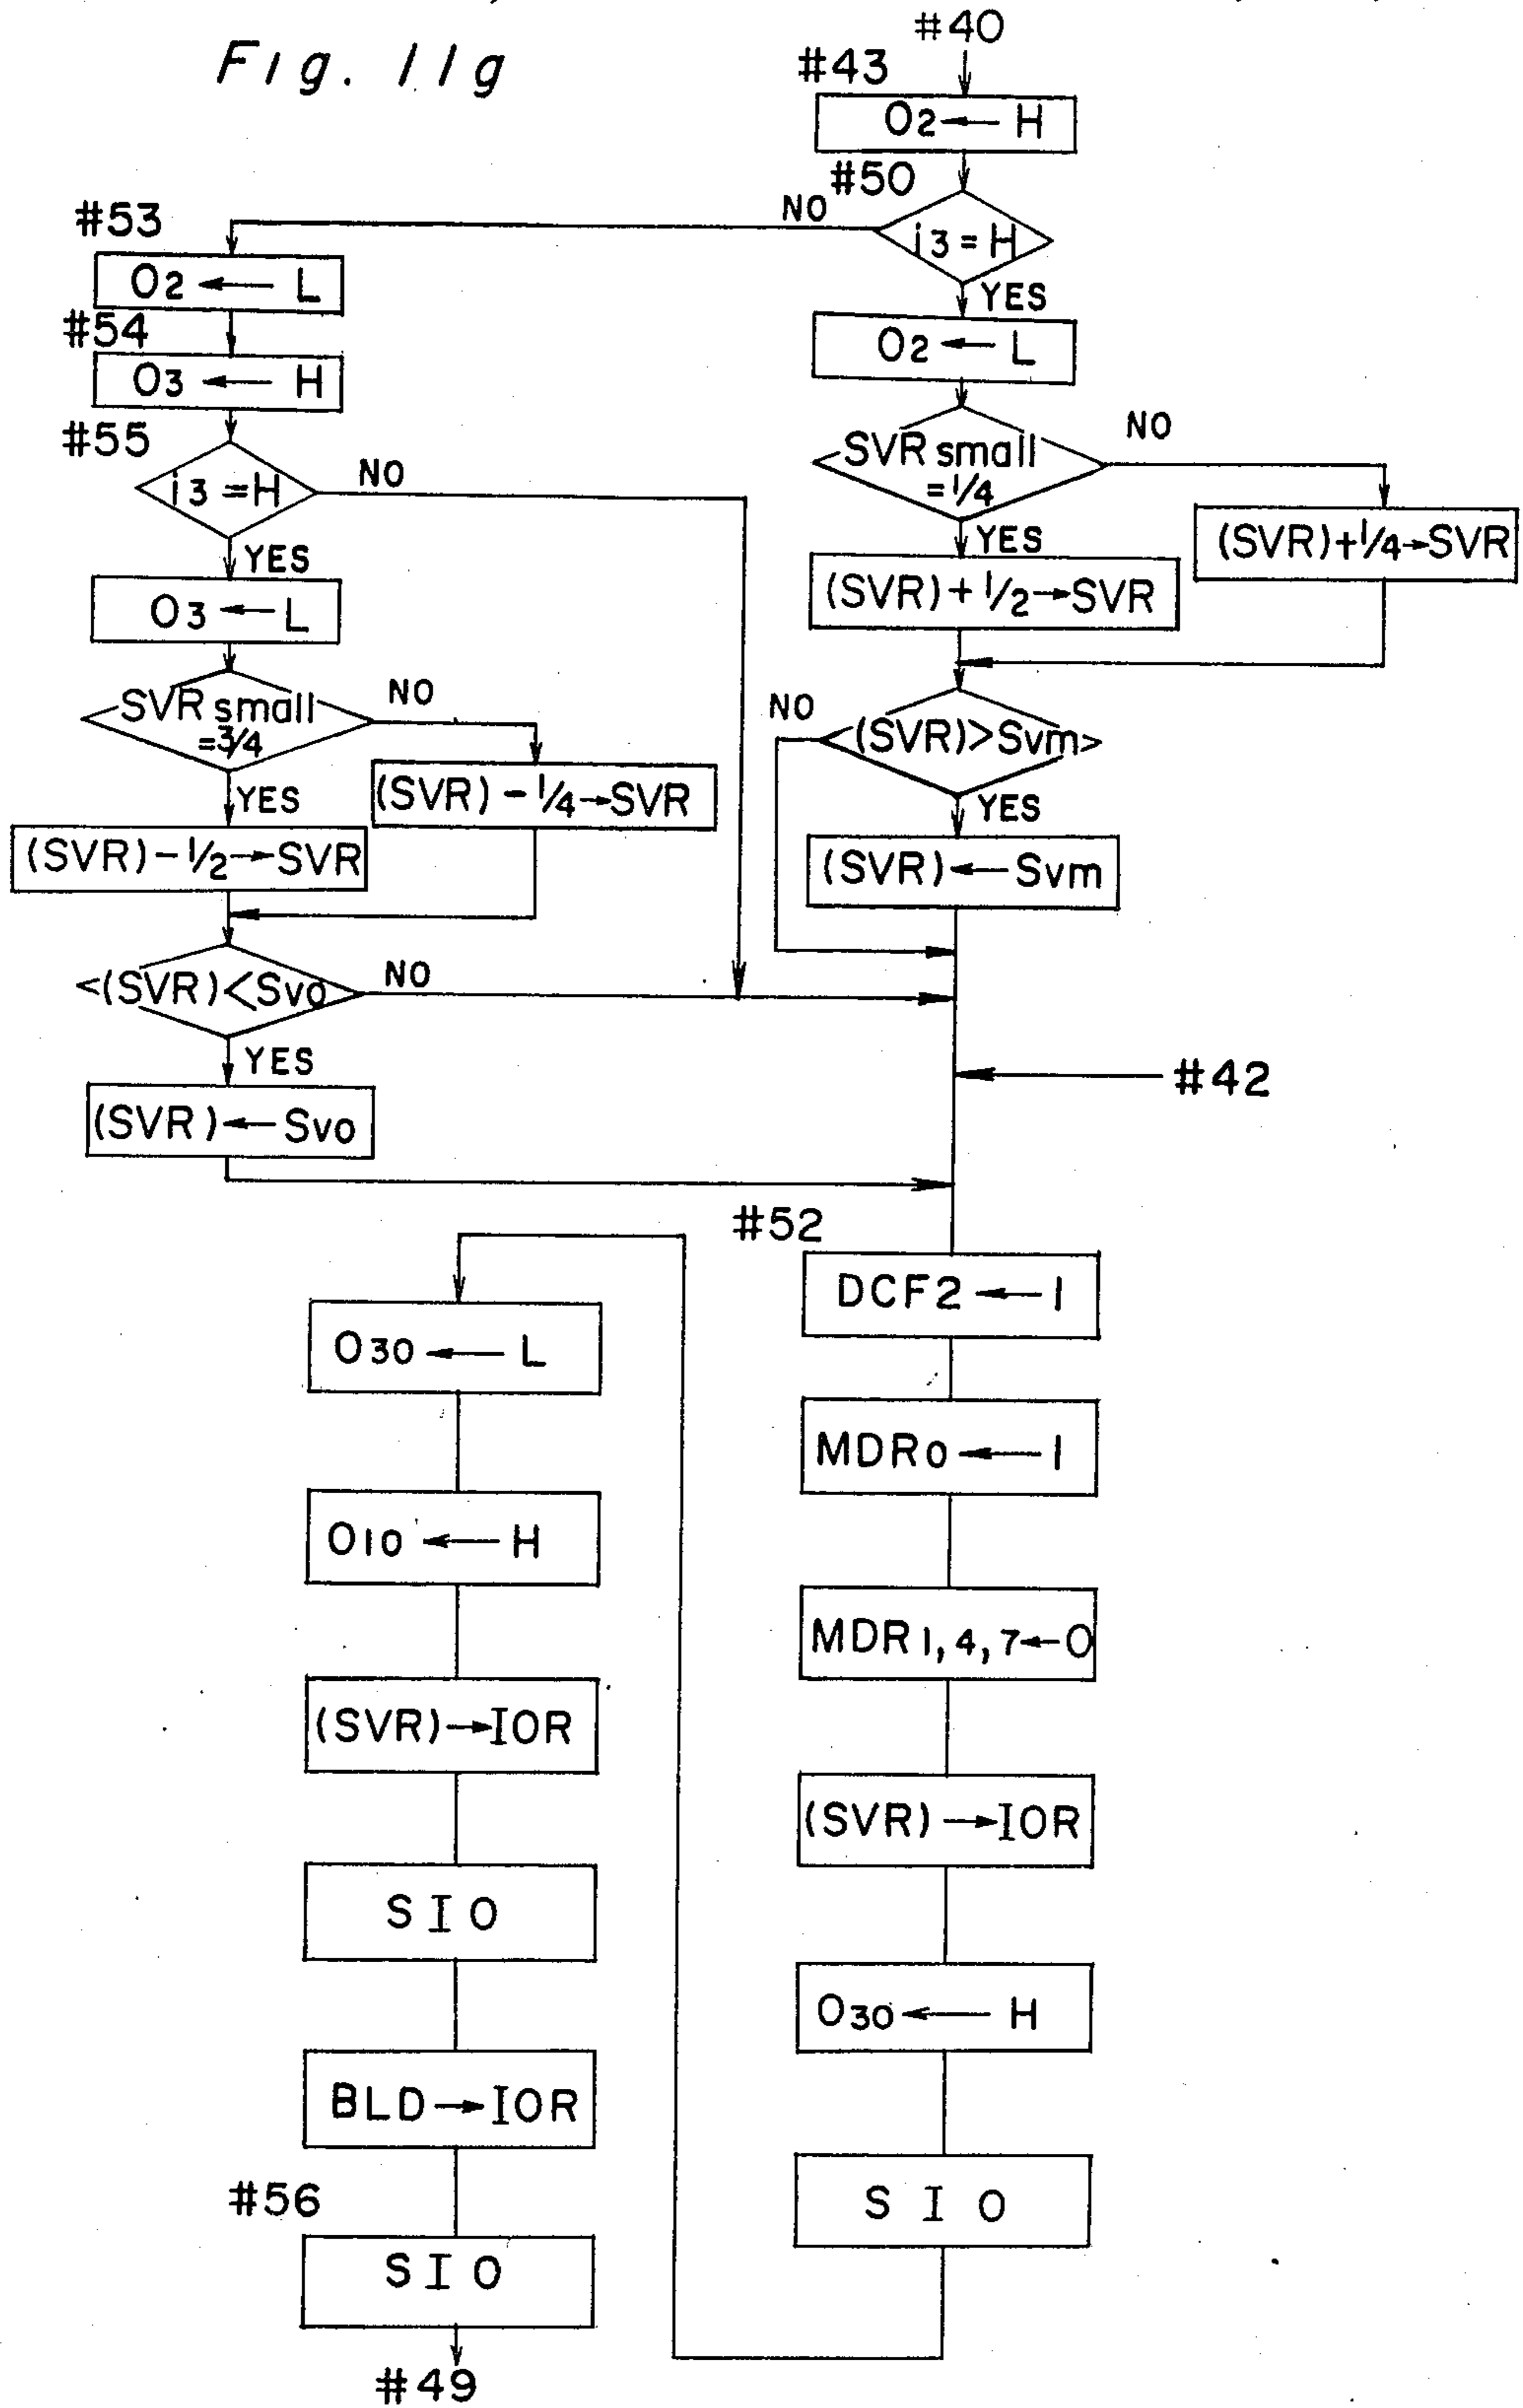 Fig. 11g
#40
#43
O2 ← H
#50
i3 = H
NO
YES
O2 ← L
SVR small
= 1/4
NO
YES
(SVR) + 1/4 → SVR
(SVR) + 1/2 → SVR
(SVR) > Svm
NO
YES
(SVR) ← Svm
#53
O2 ← L
#54
O3 ← H
#55
i3 = H
NO
YES
O3 ← L
SVR small
= 3/4
NO
YES
(SVR) - 1/4 → SVR
(SVR) - 1/2 → SVR
(SVR) < Svo
NO
YES
(SVR) ← Svo
#42
#52
DCF2 ← 1
MDR0 ← 1
MDR1, 4, 7 ← 0
(SVR) → IOR
O30 ← H
SIO
O30 ← L
O10 ← H
(SVR) → IOR
SIO
BLD → IOR
#56
SIO
#49